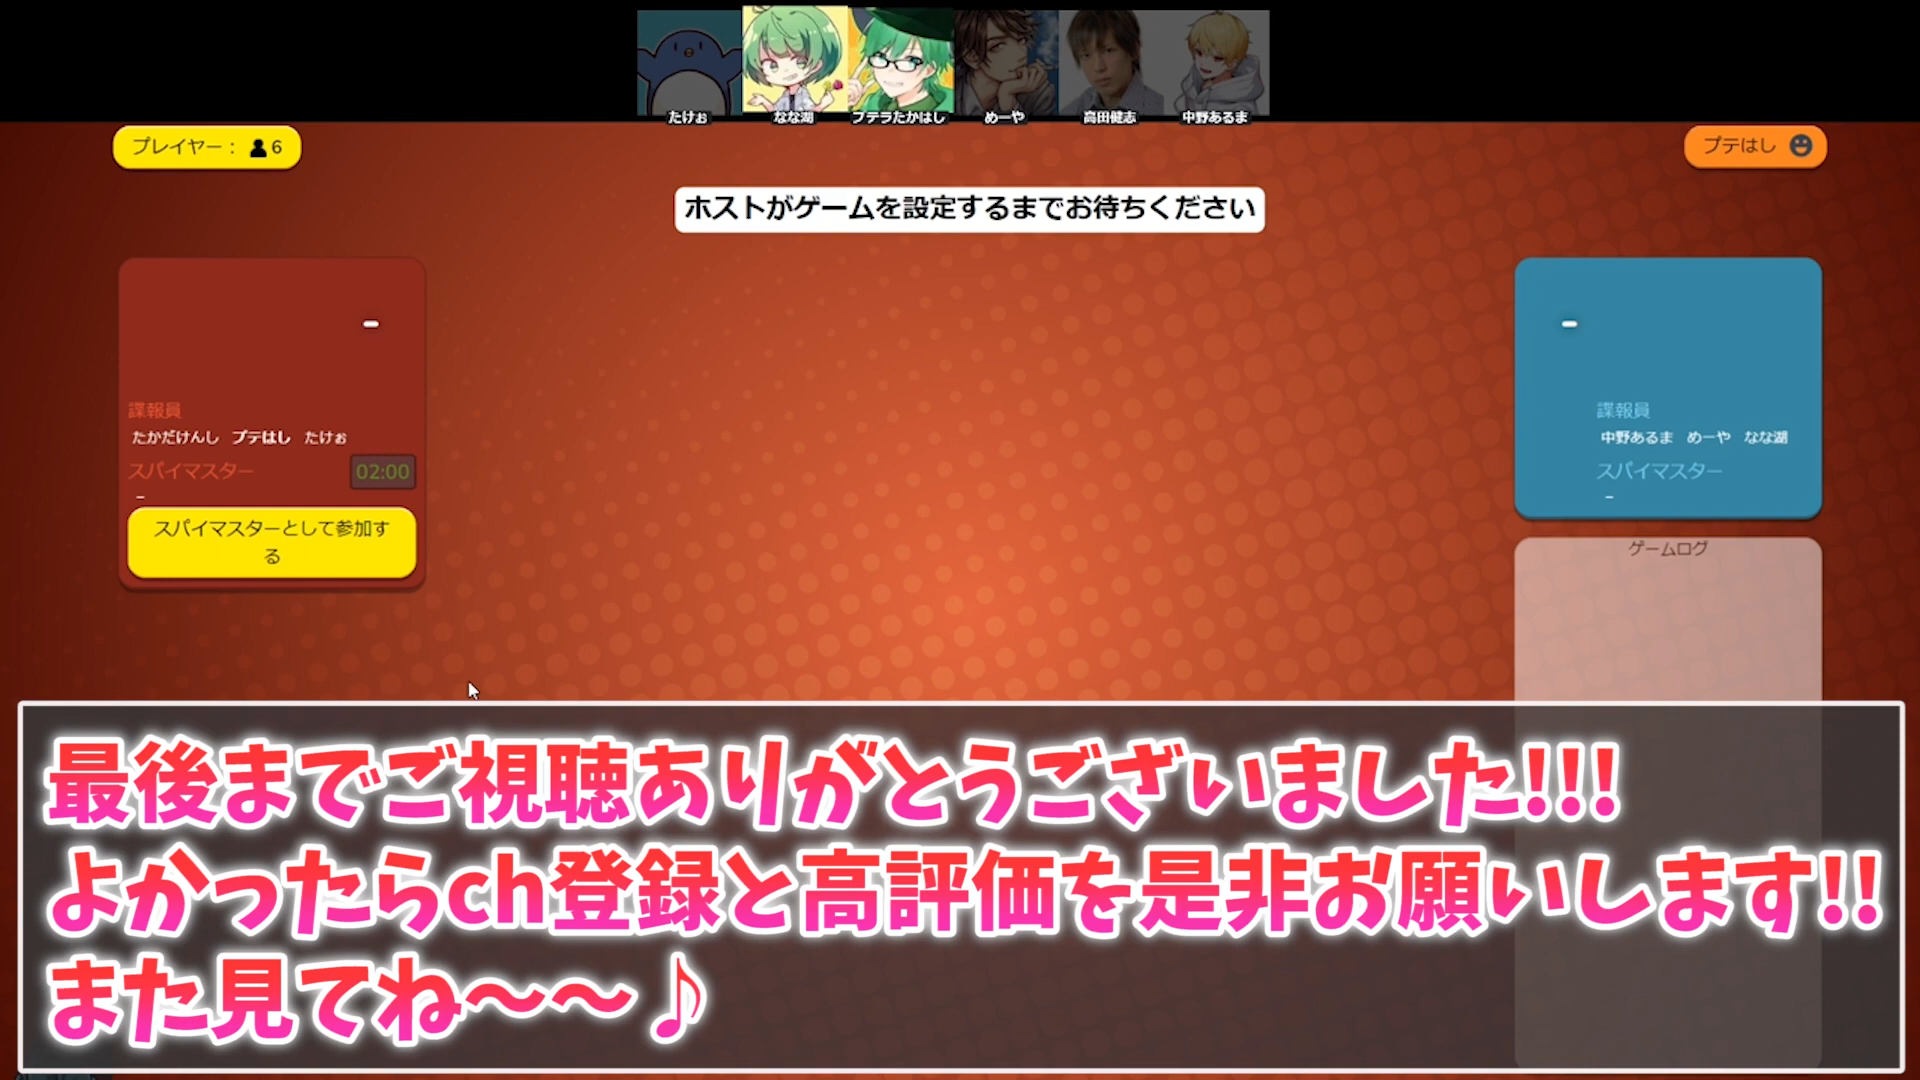 たけぉ
なな湖
プテラたかはし
めーや
高田健志
中野あるま
プレイヤー： 6
プテはし
ホストがゲームを設定するまでお待ちください
-
諜報員
たかだけんし プテはし たけぉ
スパイマスター
02:00
-
スパイマスターとして参加す
る
-
諜報員
中野あるま めーや なな湖
スパイマスター
-
ゲームログ
最後までご視聴ありがとうございました!!!
よかったらch登録と高評価を是非お願いします!!
また見てね～～♪